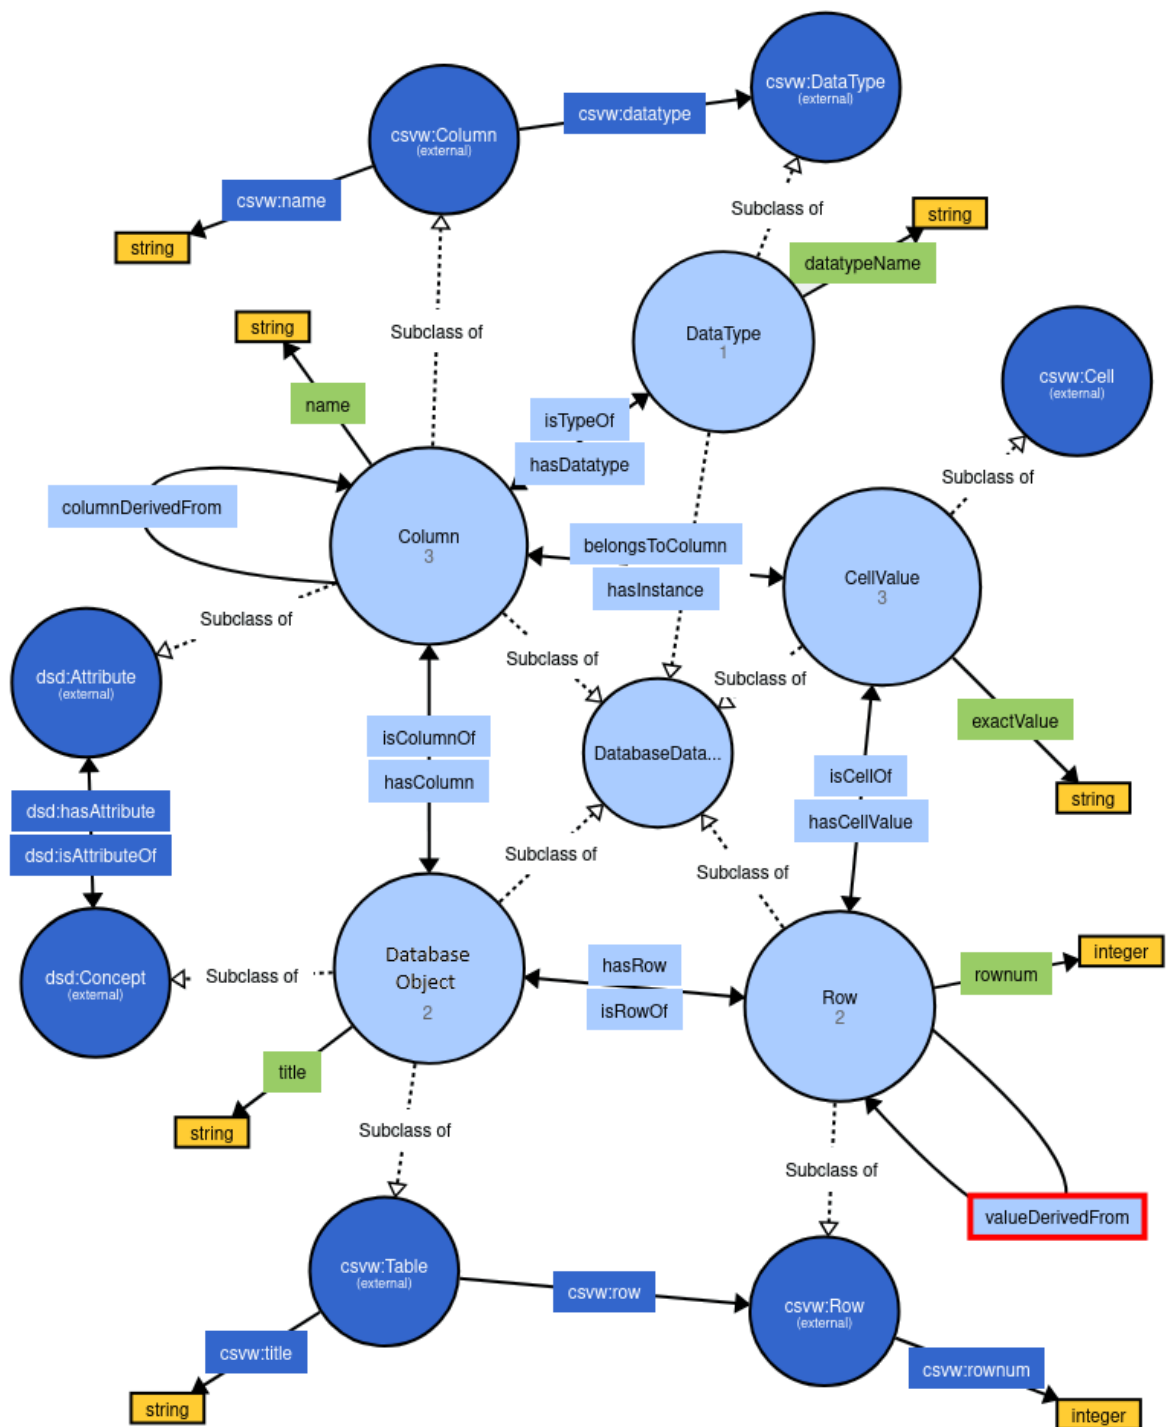 csvw:DataType
(external)
csvw:datatype
csvw:Column
(external)
csvw:name
string
Subclass of
string
datatypeName
DataType
1
string
Subclass of
name
csvw:Cell
(external)
isTypeOf
hasDatatype
Subclass of
columnDerivedFrom
Column
3
belongsToColumn
hasInstance
CellValue
3
Subclass of
Subclass of
Subclass of
dsd:Attribute
(external)
exactValue
isColumnOf
hasColumn
DatabaseData...
isCellOf
hasCellValue
string
dsd:hasAttribute
dsd:isAttributeOf
Subclass of
Subclass of
Database
Object
2
hasRow
isRowOf
integer
rownum
dsd:Concept
(external)
Subclass of
Row
2
title
string
Subclass of
Subclass of
valueDerivedFrom
csvw:Table
(external)
csvw:row
csvw:Row
(external)
csvw:title
csvw:rownum
string
integer